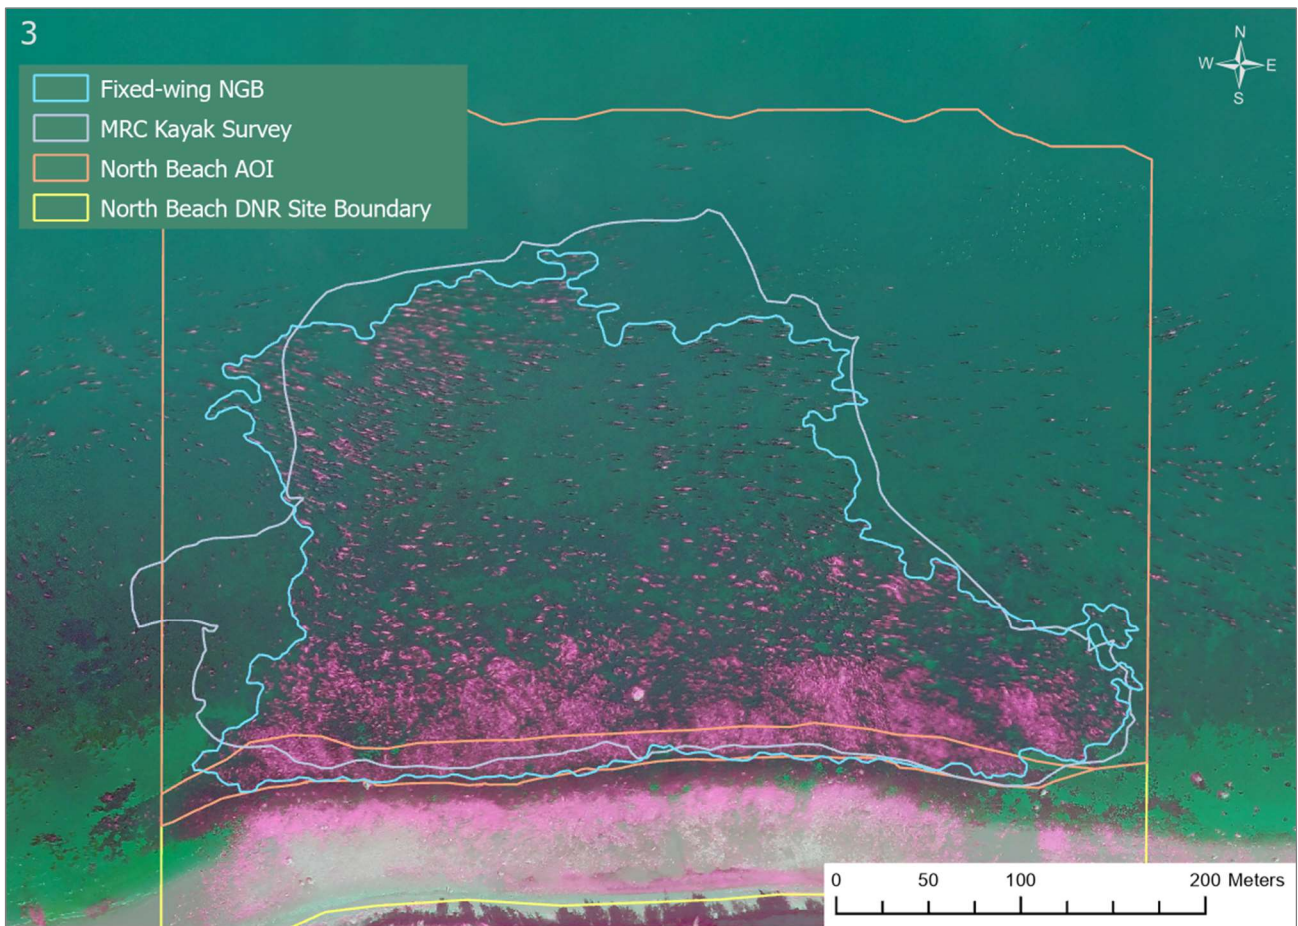 3
N
W E
S
Fixed-wing NGB
MRC Kayak Survey
North Beach AOI
North Beach DNR Site Boundary
0 50 100 200 Meters